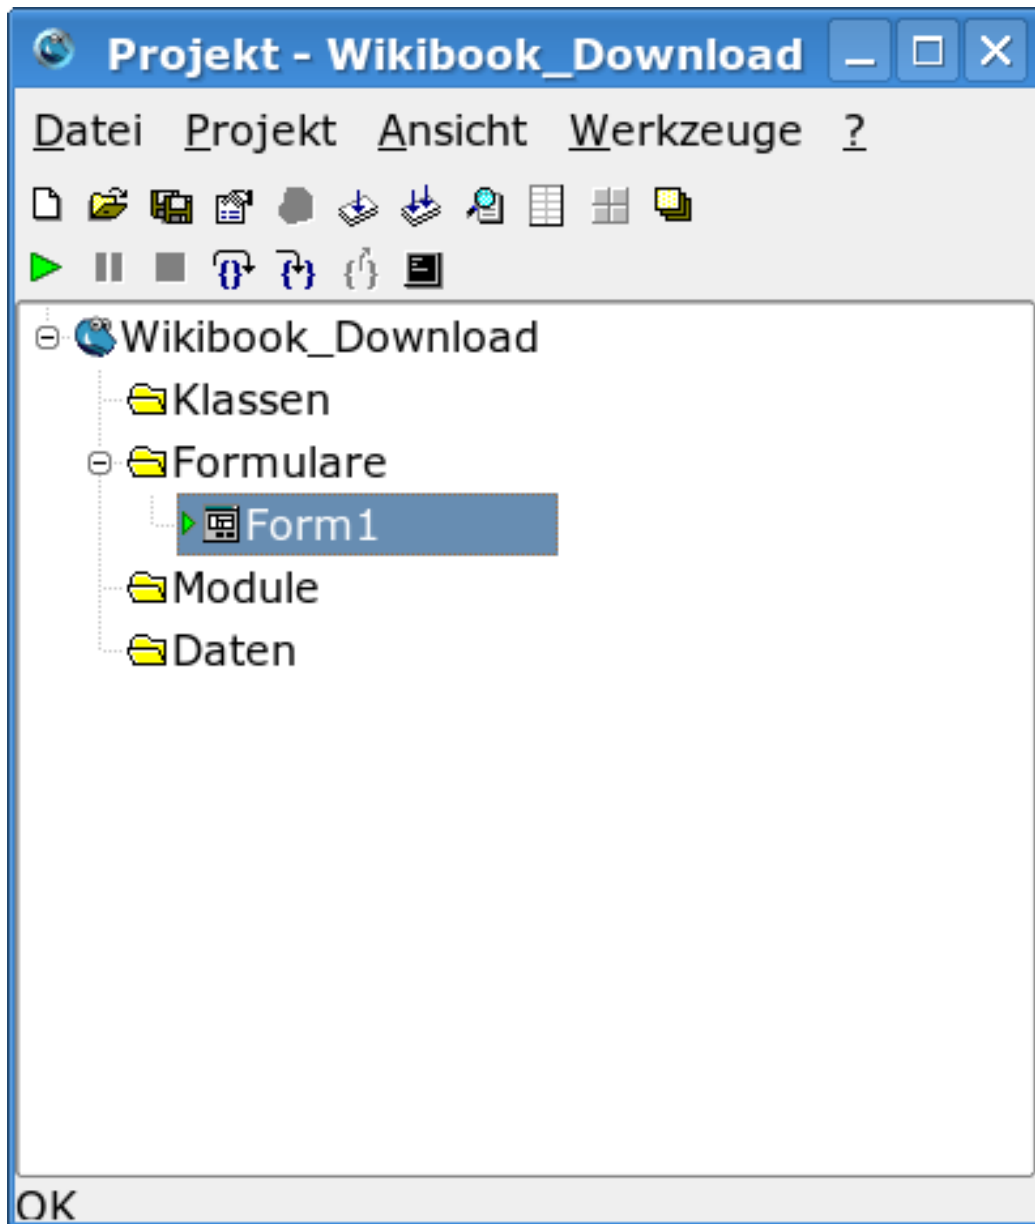 Projekt - Wikibook_Download
Datei Projekt Ansicht Werkzeuge ?
Wikibook_Download
Klassen
Formulare
Form1
Module
Daten
OK